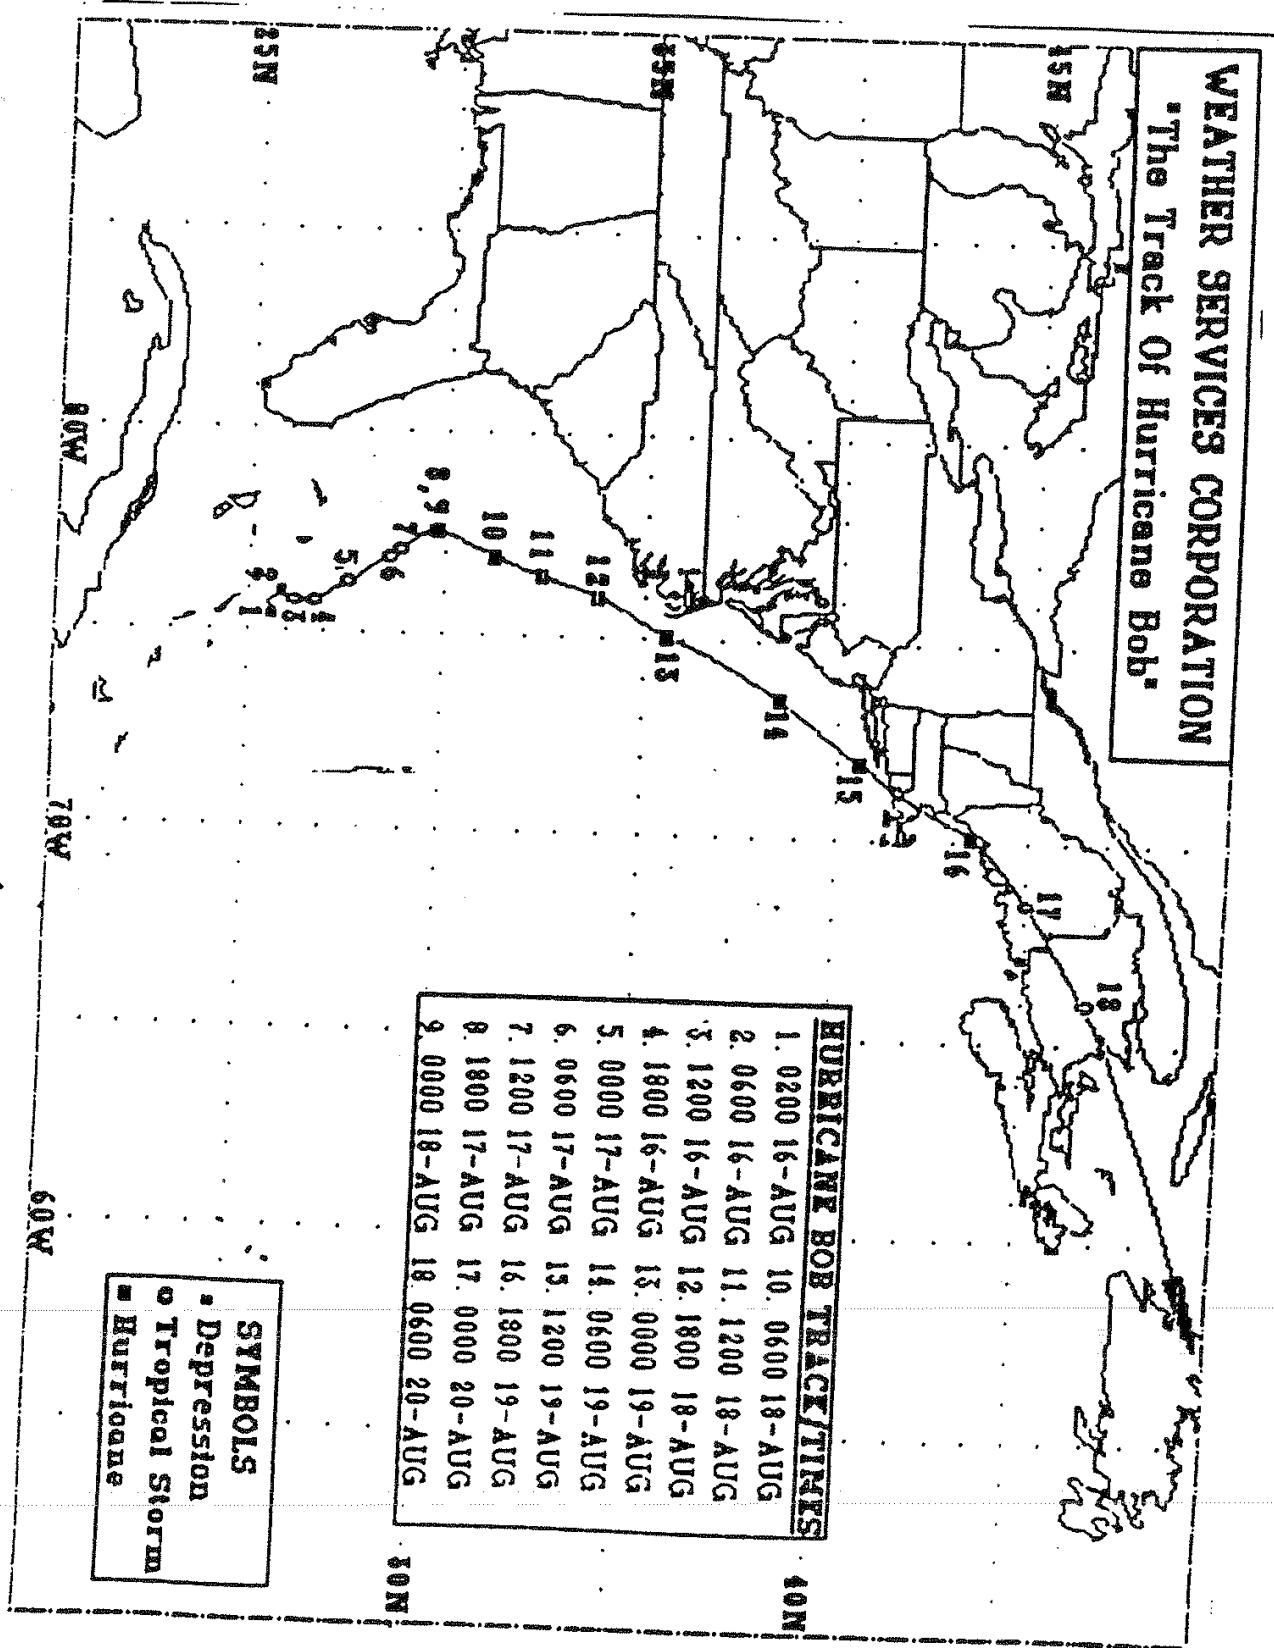 WEATHER SERVICES CORPORATION
"The Track Of Hurricane Bob"
45N
35N
25N
80W
70W
60W
30N
40N
1
2
3
4
5
6
7
8,9
10
11
12
13
14
15
16
17
18
HURRICANE BOB TRACK/TIMES
1. 0200 16-AUG 10. 0600 18-AUG
2. 0600 16-AUG 11. 1200 18-AUG
3. 1200 16-AUG 12. 1800 18-AUG
4. 1800 16-AUG 13. 0000 19-AUG
5. 0000 17-AUG 14. 0600 19-AUG
6. 0600 17-AUG 15. 1200 19-AUG
7. 1200 17-AUG 16. 1800 19-AUG
8. 1800 17-AUG 17. 0000 20-AUG
9. 0000 18-AUG 18. 0600 20-AUG
SYMBOLS
Depression
Tropical Storm
Hurricane